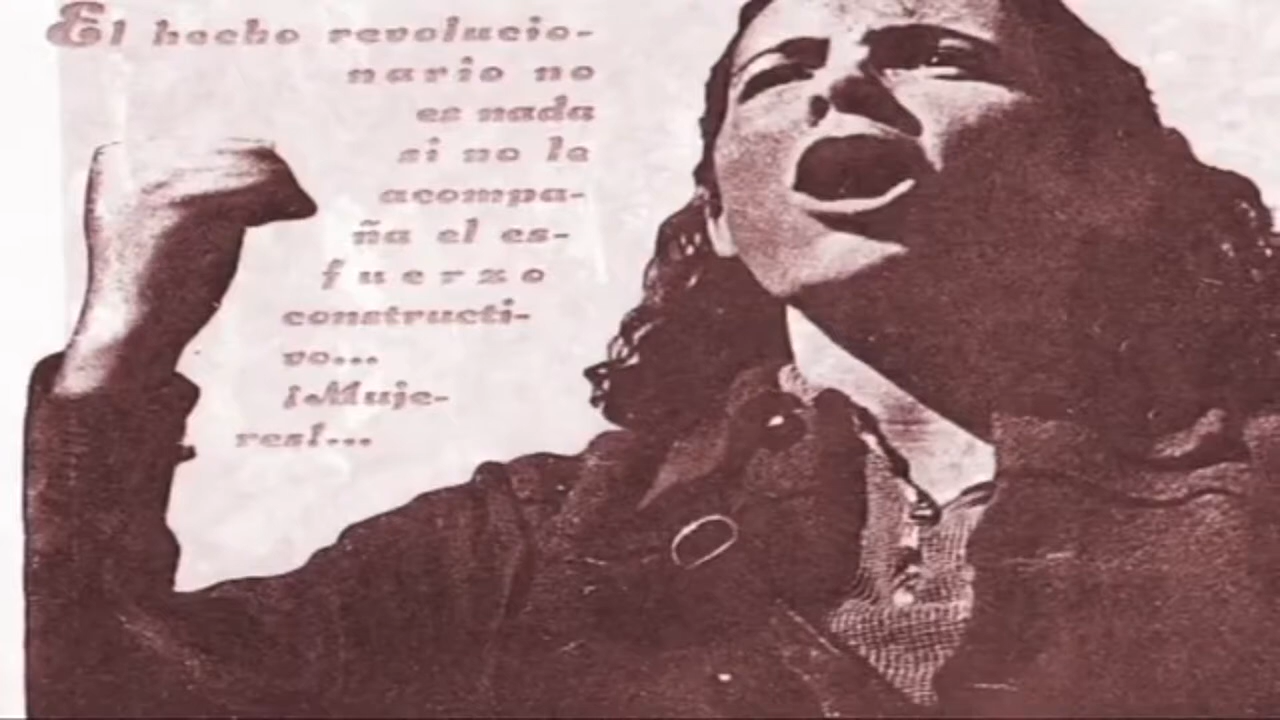 El hecho revolucio-
nario no
es nada
si no le
acompa-
ña el es-
fuerzo
constructi-
vo...
¡Muje-
res!...